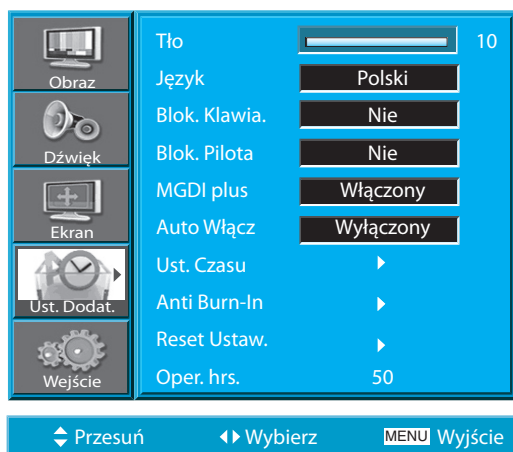 Obraz
Dźwięk
Ekran
Ust. Dodat.
Wejście
Tło 10
Język Polski
Blok. Klawia. Nie
Blok. Pilota Nie
MGDI plus Włączony
Auto Włącz Wyłączony
Ust. Czasu
Anti Burn-In
Reset Ustaw.
Oper. hrs. 50
Przesuń Wybierz MENU Wyjście